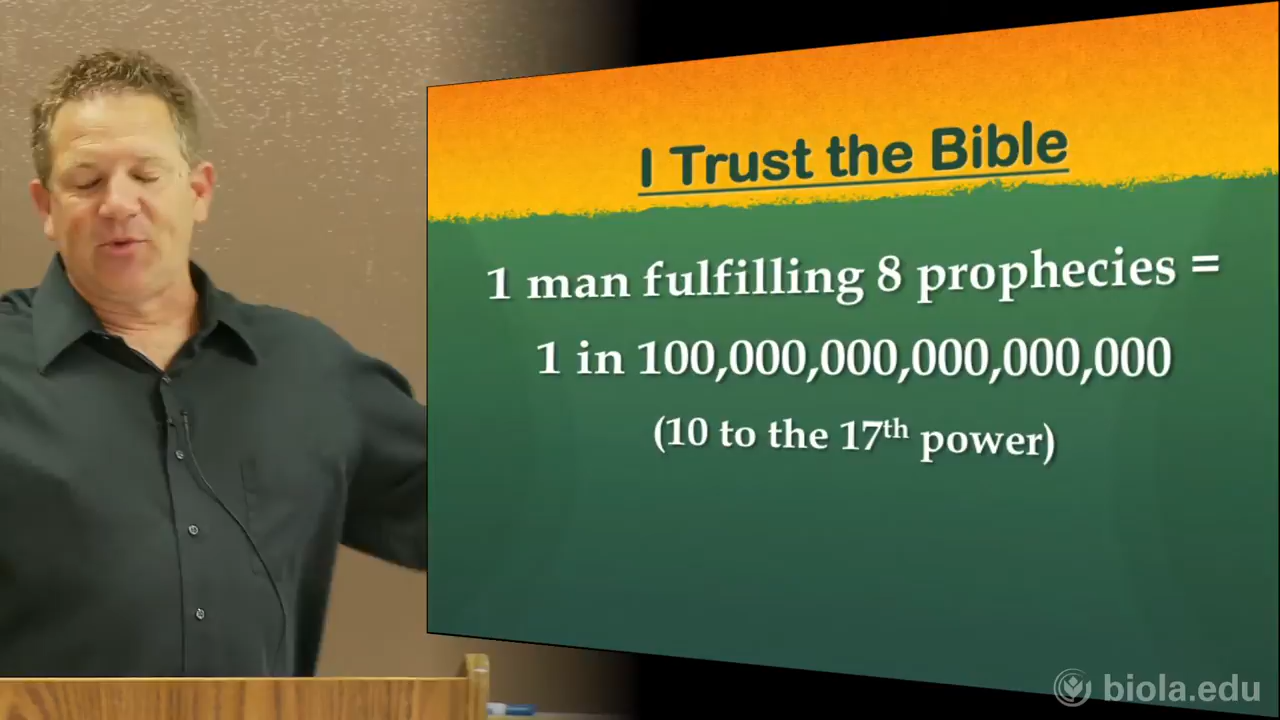 I Trust the Bible
1 man fulfilling 8 prophecies =
1 in 100,000,000,000,000,000
(10 to the 17th power)
biola.edu